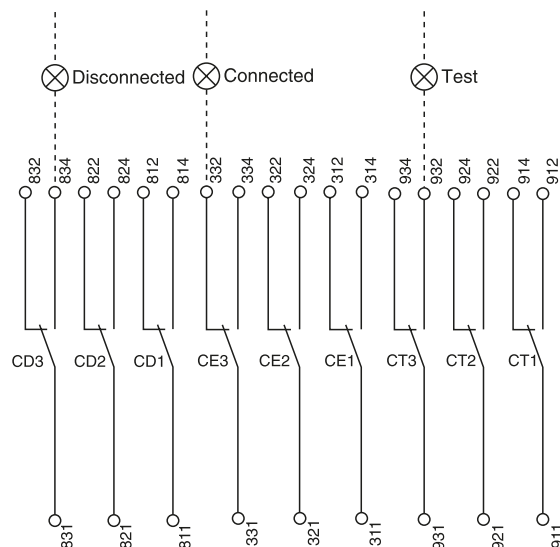 Disconnected Connected Test
832 834 822 824 812 814 332 334 322 324 312 314 934 932 924 922 914 912
CD3 CD2 CD1 CE3 CE2 CE1 CT3 CT2 CT1
831 821 811 331 321 311 931 921 911